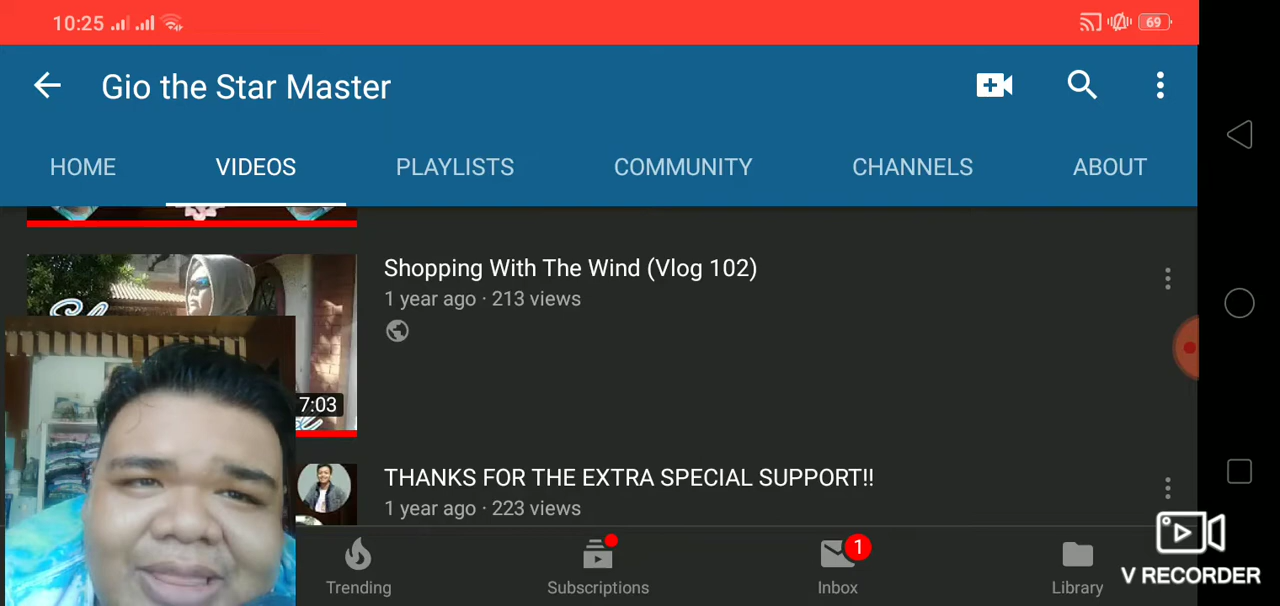 10:25
69
Gio the Star Master
HOME VIDEOS PLAYLISTS COMMUNITY CHANNELS ABOUT
Shopping With The Wind (Vlog 102)
1 year ago · 213 views
7:03
THANKS FOR THE EXTRA SPECIAL SUPPORT!!
1 year ago · 223 views
1
Trending Subscriptions Inbox Library
V RECORDER